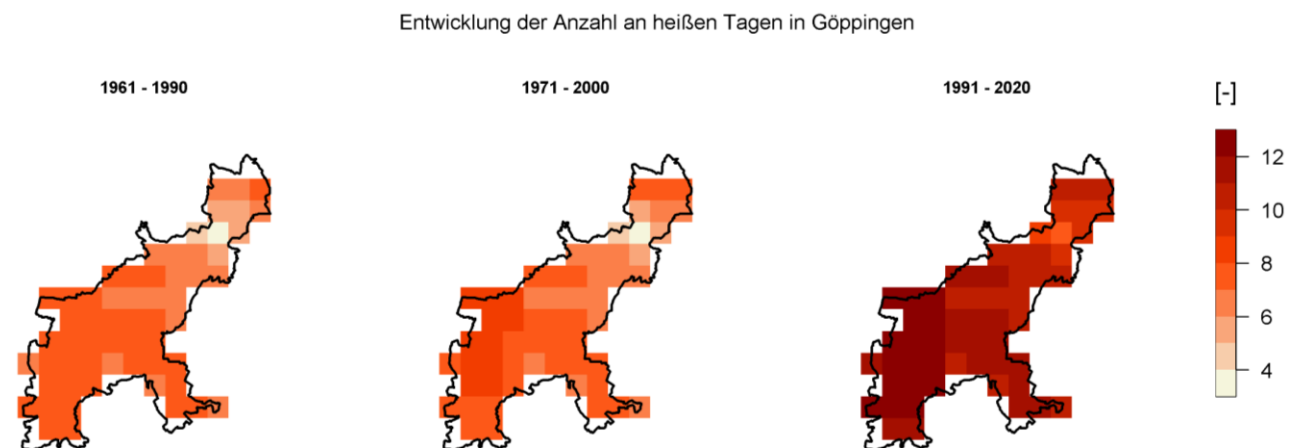 Entwicklung der Anzahl an heißen Tagen in Göppingen
1961 - 1990
1971 - 2000
1991 - 2020
[-]
12
10
8
6
4